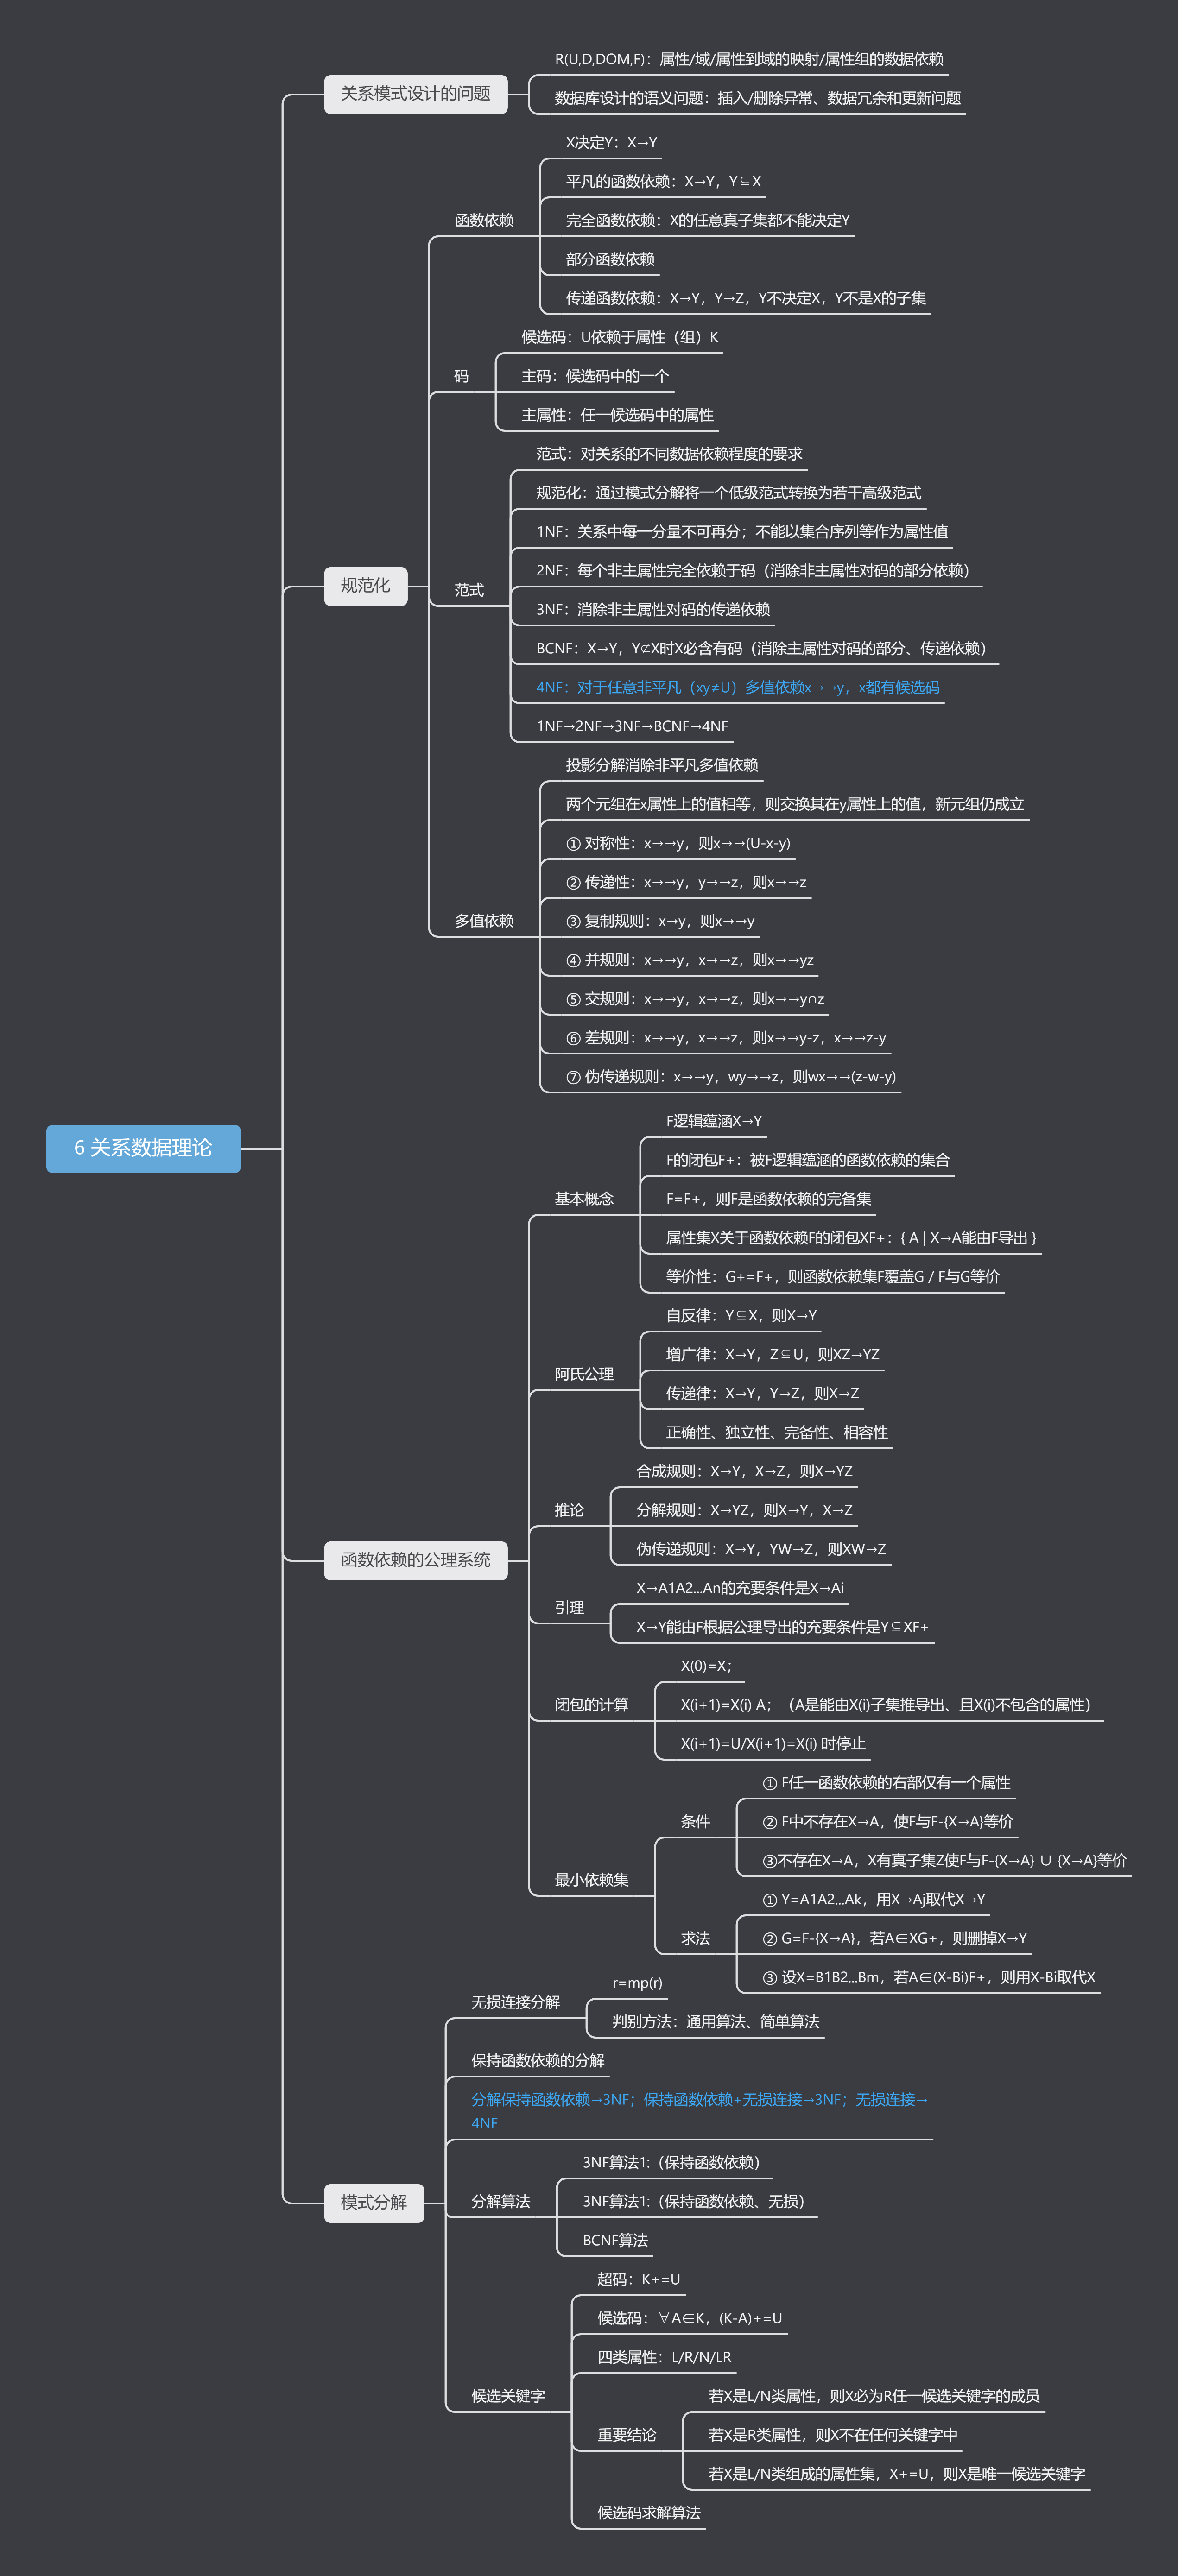 6 关系数据理论
关系模式设计的问题
R(U,D,DOM,F)：属性/域/属性到域的映射/属性组的数据依赖
数据库设计的语义问题：插入/删除异常、数据冗余和更新问题
规范化
函数依赖
X决定Y：X→Y
平凡的函数依赖：X→Y，Y⊆X
完全函数依赖：X的任意真子集都不能决定Y
部分函数依赖
传递函数依赖：X→Y，Y→Z，Y不决定X，Y不是X的子集
码
候选码：U依赖于属性（组）K
主码：候选码中的一个
主属性：任一候选码中的属性
范式
范式：对关系的不同数据依赖程度的要求
规范化：通过模式分解将一个低级范式转换为若干高级范式
1NF：关系中每一分量不可再分；不能以集合序列等作为属性值
2NF：每个非主属性完全依赖于码（消除非主属性对码的部分依赖）
3NF：消除非主属性对码的传递依赖
BCNF：X→Y，Y⊄X时X必含有码（消除主属性对码的部分、传递依赖）
4NF：对于任意非平凡（xy≠U）多值依赖x→→y，x都有候选码
1NF→2NF→3NF→BCNF→4NF
多值依赖
投影分解消除非平凡多值依赖
两个元组在x属性上的值相等，则交换其在y属性上的值，新元组仍成立
① 对称性：x→→y，则x→→(U-x-y)
② 传递性：x→→y，y→→z，则x→→z
③ 复制规则：x→y，则x→→y
④ 并规则：x→→y，x→→z，则x→→yz
⑤ 交规则：x→→y，x→→z，则x→→y∩z
⑥ 差规则：x→→y，x→→z，则x→→y-z，x→→z-y
⑦ 伪传递规则：x→→y，wy→→z，则wx→→(z-w-y)
函数依赖的公理系统
基本概念
F逻辑蕴涵X→Y
F的闭包F+：被F逻辑蕴涵的函数依赖的集合
F=F+，则F是函数依赖的完备集
属性集X关于函数依赖F的闭包XF+：{ A | X→A能由F导出 }
等价性：G+=F+，则函数依赖集F覆盖G / F与G等价
阿氏公理
自反律：Y⊆X，则X→Y
增广律：X→Y，Z⊆U，则XZ→YZ
传递律：X→Y，Y→Z，则X→Z
正确性、独立性、完备性、相容性
推论
合成规则：X→Y，X→Z，则X→YZ
分解规则：X→YZ，则X→Y，X→Z
伪传递规则：X→Y，YW→Z，则XW→Z
引理
X→A1A2...An的充要条件是X→Ai
X→Y能由F根据公理导出的充要条件是Y⊆XF+
闭包的计算
X(0)=X；
X(i+1)=X(i) A；（A是能由X(i)子集推导出、且X(i)不包含的属性）
X(i+1)=U/X(i+1)=X(i) 时停止
最小依赖集
条件
① F任一函数依赖的右部仅有一个属性
② F中不存在X→A，使F与F-{X→A}等价
③不存在X→A，X有真子集Z使F与F-{X→A} ∪ {X→A}等价
求法
① Y=A1A2...Ak，用X→Aj取代X→Y
② G=F-{X→A}，若A∈XG+，则删掉X→Y
③ 设X=B1B2...Bm，若A∈(X-Bi)F+，则用X-Bi取代X
模式分解
无损连接分解
r=mp(r)
判别方法：通用算法、简单算法
保持函数依赖的分解
分解保持函数依赖→3NF；保持函数依赖+无损连接→3NF；无损连接→
4NF
分解算法
3NF算法1:（保持函数依赖）
3NF算法1:（保持函数依赖、无损）
BCNF算法
候选关键字
超码：K+=U
候选码：∀A∈K，(K-A)+=U
四类属性：L/R/N/LR
重要结论
若X是L/N类属性，则X必为R任一候选关键字的成员
若X是R类属性，则X不在任何关键字中
若X是L/N类组成的属性集，X+=U，则X是唯一候选关键字
候选码求解算法